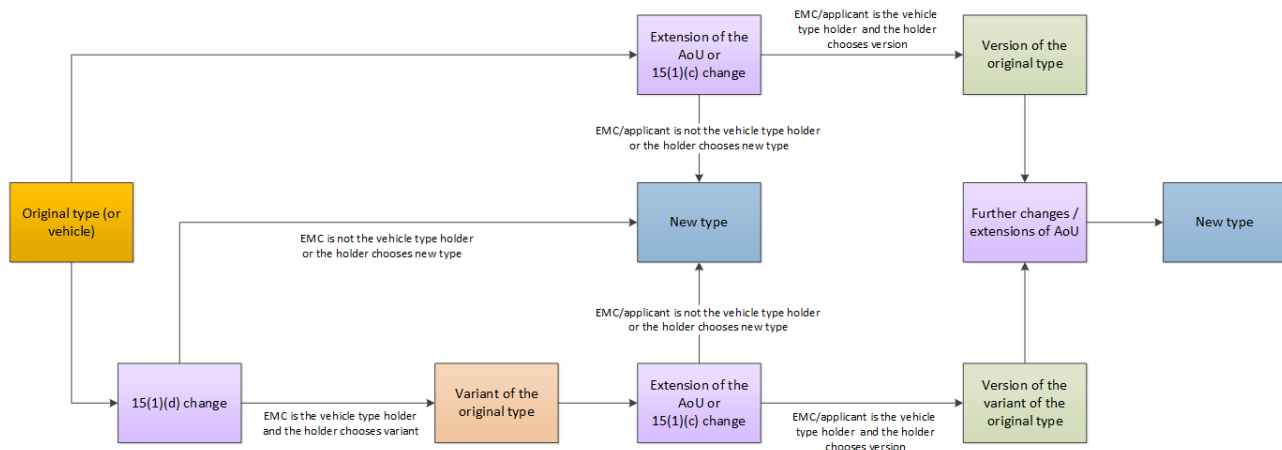 EMC/applicant is the vehicle
type holder and the holder
chooses version
Extension of the
AoU or
15(1)(c) change
Version of the
original type
EMC/applicant is not the vehicle type holder
or the holder chooses new type
Original type (or
vehicle)
New type
Further changes /
extensions of AoU
New type
EMC is not the vehicle type holder
or the holder chooses new type
EMC/applicant is not the vehicle type holder
or the holder chooses new type
15(1)(d) change
EMC is the vehicle type holder
and the holder chooses variant
Variant of the
original type
Extension of the
AoU or
15(1)(c) change
EMC/applicant is the vehicle
type holder and the holder
chooses version
Version of the
variant of the
original type